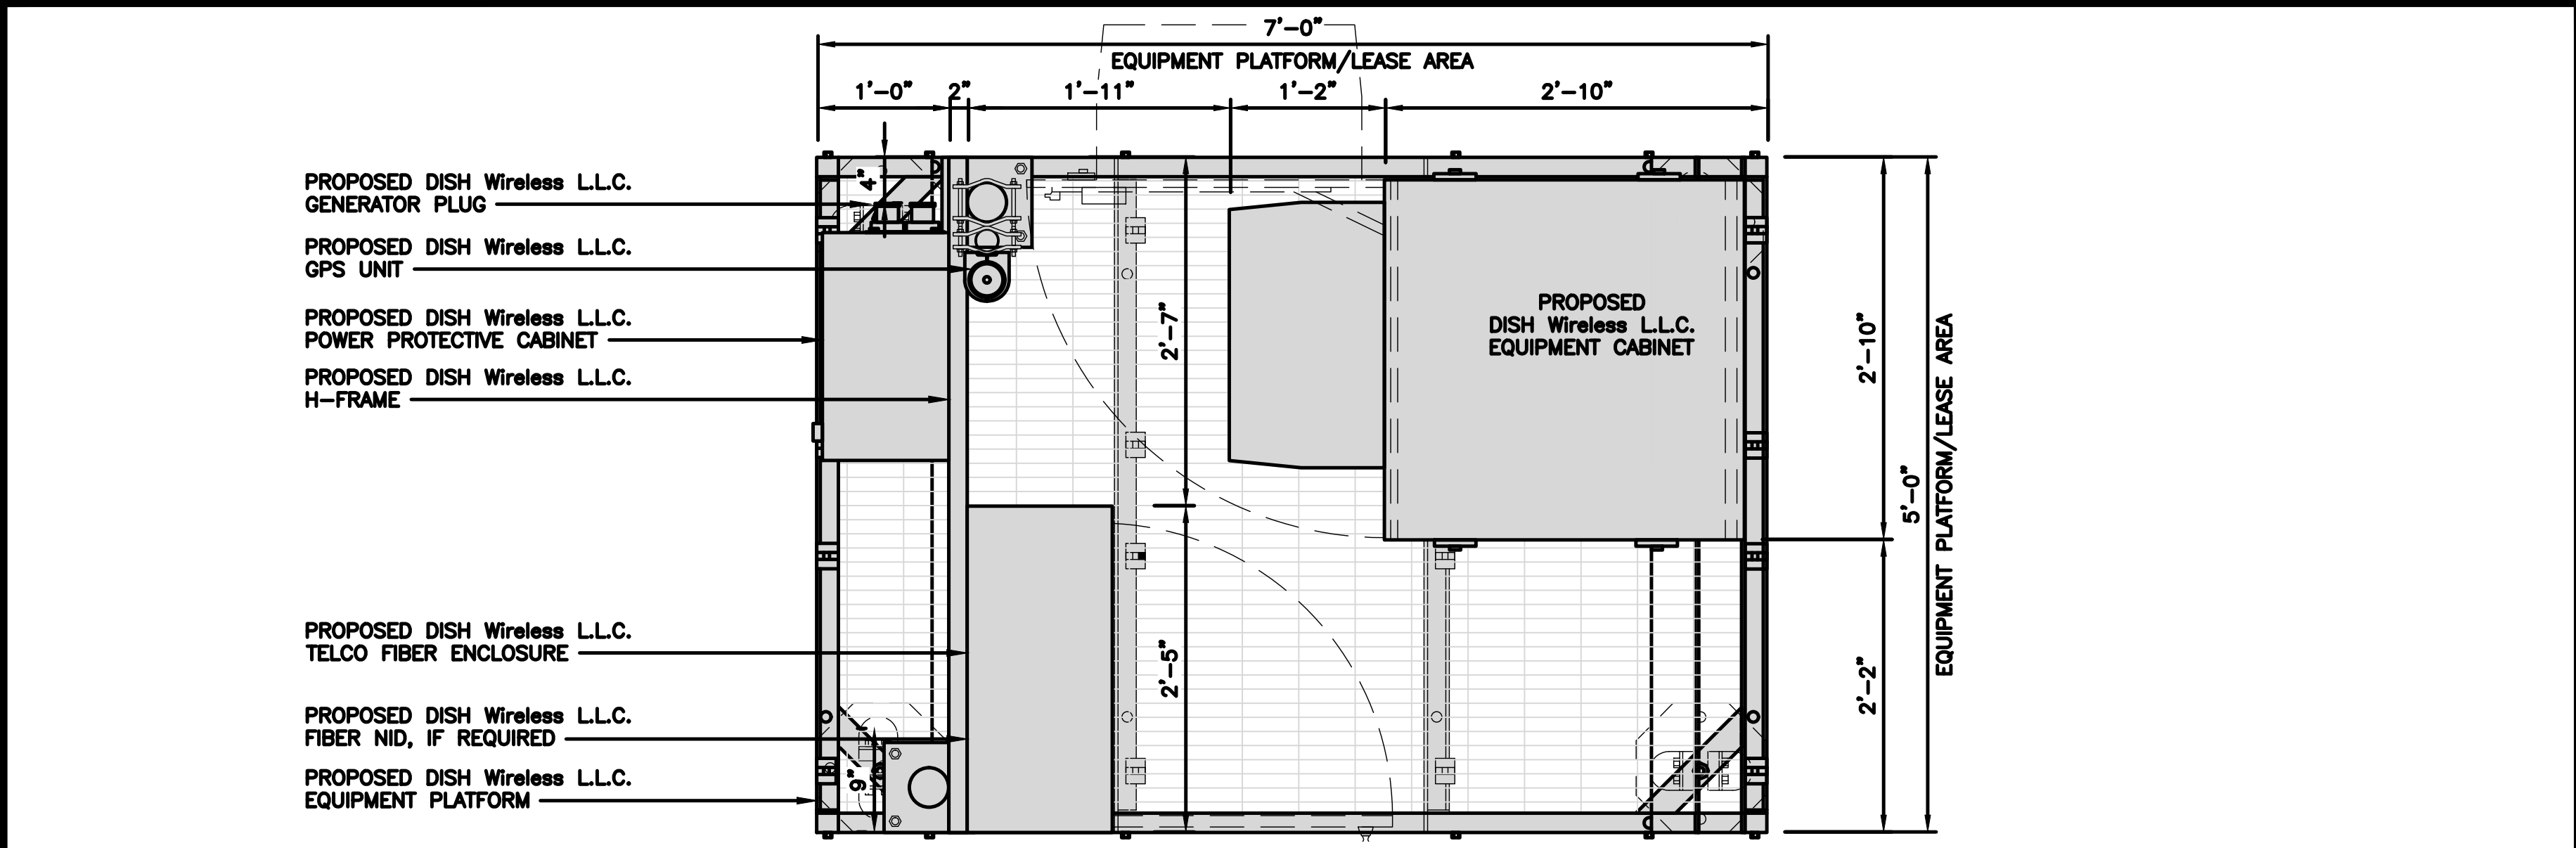 7'-0"
EQUIPMENT PLATFORM/LEASE AREA
1'-0" 2" 1'-11" 1'-2" 2'-10"
4"
PROPOSED DISH Wireless L.L.C.
GENERATOR PLUG
PROPOSED DISH Wireless L.L.C.
GPS UNIT
PROPOSED DISH Wireless L.L.C.
POWER PROTECTIVE CABINET
PROPOSED DISH Wireless L.L.C.
H-FRAME
PROPOSED DISH Wireless L.L.C.
TELCO FIBER ENCLOSURE
PROPOSED DISH Wireless L.L.C.
FIBER NID, IF REQUIRED
PROPOSED DISH Wireless L.L.C.
EQUIPMENT PLATFORM
9"
2'-7"
2'-5"
PROPOSED
DISH Wireless L.L.C.
EQUIPMENT CABINET
2'-10"
2'-2"
5'-0"
EQUIPMENT PLATFORM/LEASE AREA